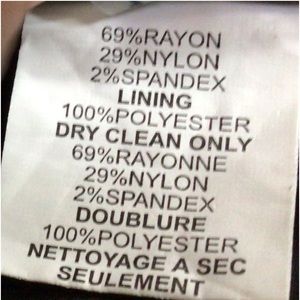 69%RAYON
29%NYLON
2%SPANDEX
LINING
100%POLYESTER
DRY CLEAN ONLY
69%RAYONNE
29%NYLON
2%SPANDEX
DOUBLURE
100%POLYESTER
NETTOYAGE A SEC
SEULEMENT